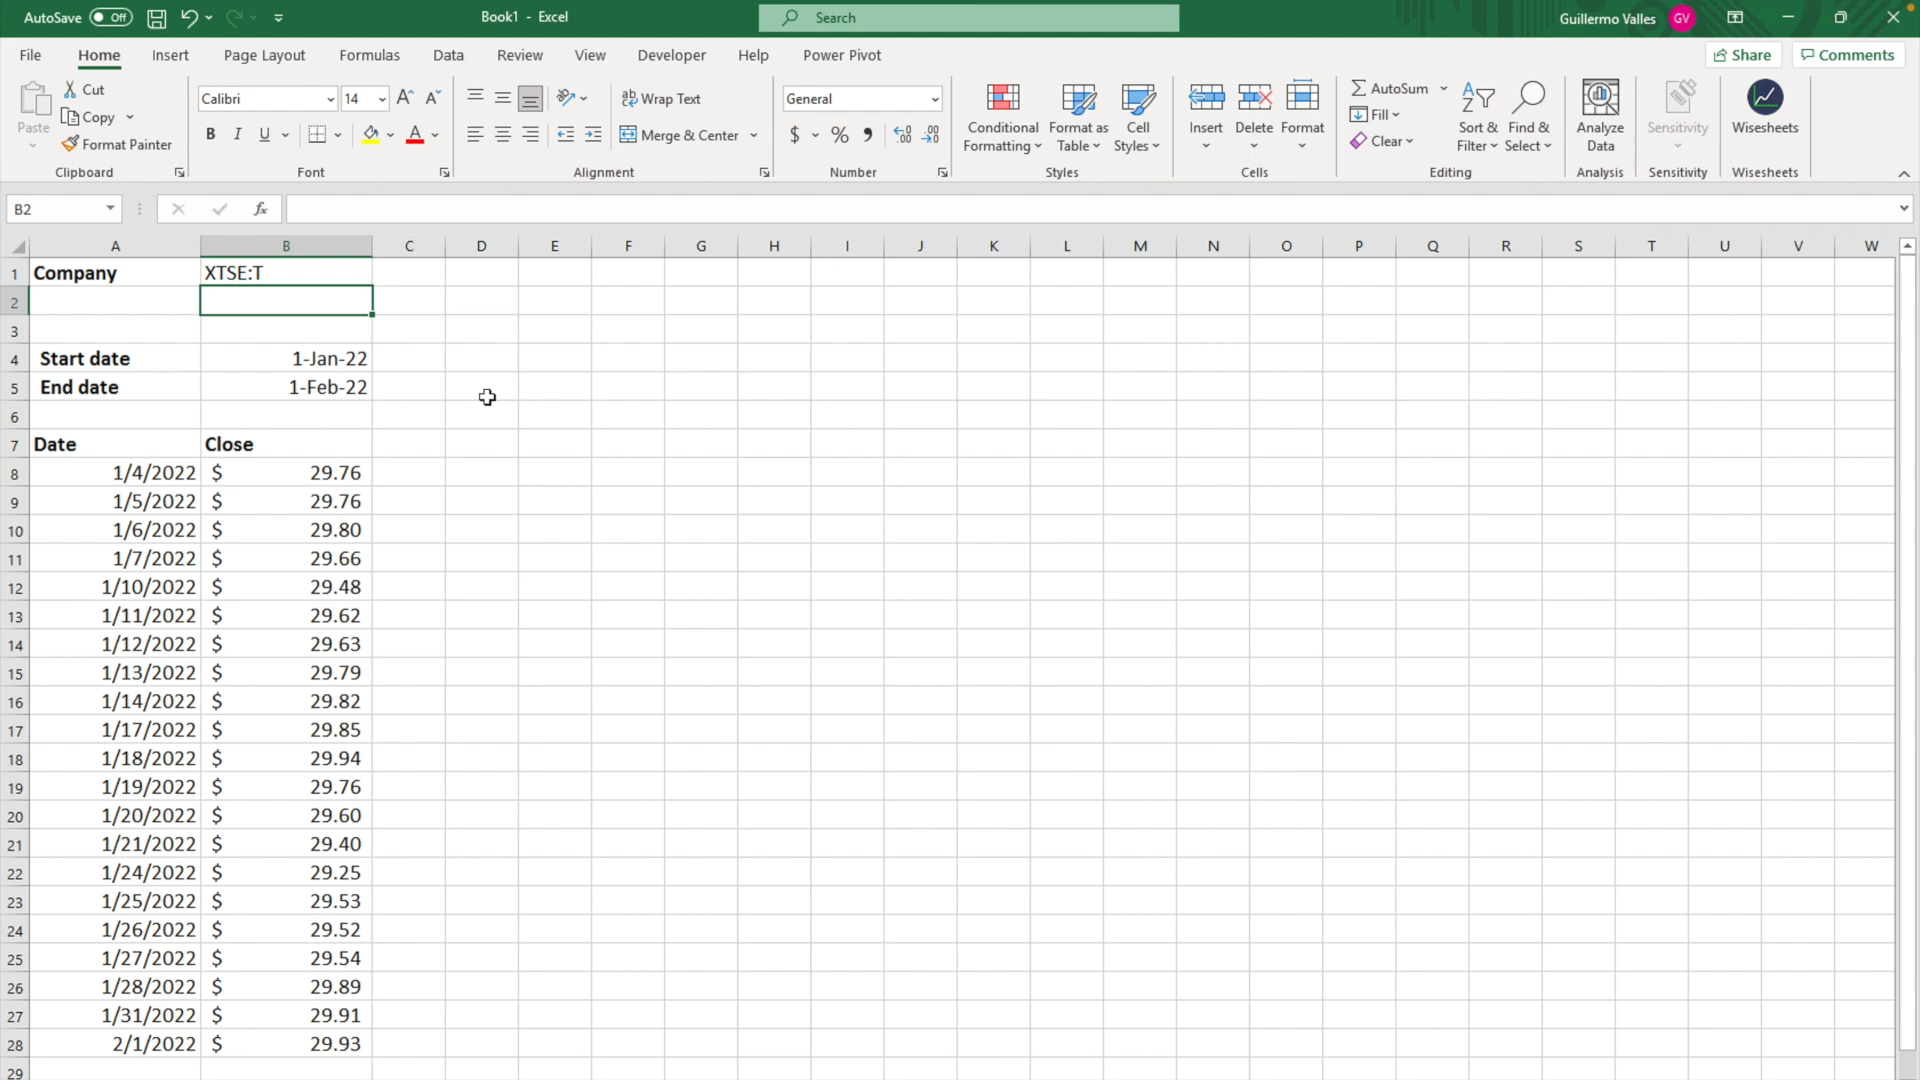 AutoSave Off Book1 - Excel Search Guillermo Valles GV
File Home Insert Page Layout Formulas Data Review View Developer Help Power Pivot Share Comments
Paste Cut Copy Format Painter
Calibri 14
B I U A
Wrap Text
Merge & Center
General
$ % 9
Conditional Formatting Format as Table Cell Styles
Insert Delete Format
AutoSum Fill Clear
Sort & Filter Find & Select
Analyze Data
Sensitivity
Wisesheets
Clipboard Font Alignment Number Styles Cells Editing Analysis Sensitivity Wisesheets
B2 fx
A B C D E F G H I J K L M N O P Q R S T U V W
1 Company XTSE:T
2
3
4 Start date 1-Jan-22
5 End date 1-Feb-22
6
7 Date Close
8 1/4/2022 $ 29.76
9 1/5/2022 $ 29.76
10 1/6/2022 $ 29.80
11 1/7/2022 $ 29.66
12 1/10/2022 $ 29.48
13 1/11/2022 $ 29.62
14 1/12/2022 $ 29.63
15 1/13/2022 $ 29.79
16 1/14/2022 $ 29.82
17 1/17/2022 $ 29.85
18 1/18/2022 $ 29.94
19 1/19/2022 $ 29.76
20 1/20/2022 $ 29.60
21 1/21/2022 $ 29.40
22 1/24/2022 $ 29.25
23 1/25/2022 $ 29.53
24 1/26/2022 $ 29.52
25 1/27/2022 $ 29.54
26 1/28/2022 $ 29.89
27 1/31/2022 $ 29.91
28 2/1/2022 $ 29.93
29